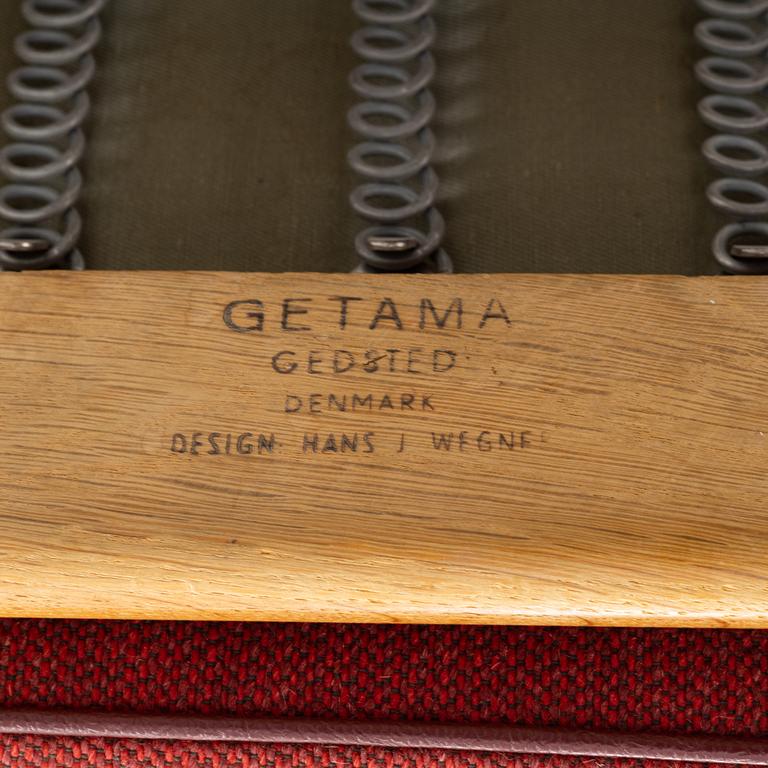 GETAMA
GEDSTED
DENMARK
DESIGN: HANS J WEGNE